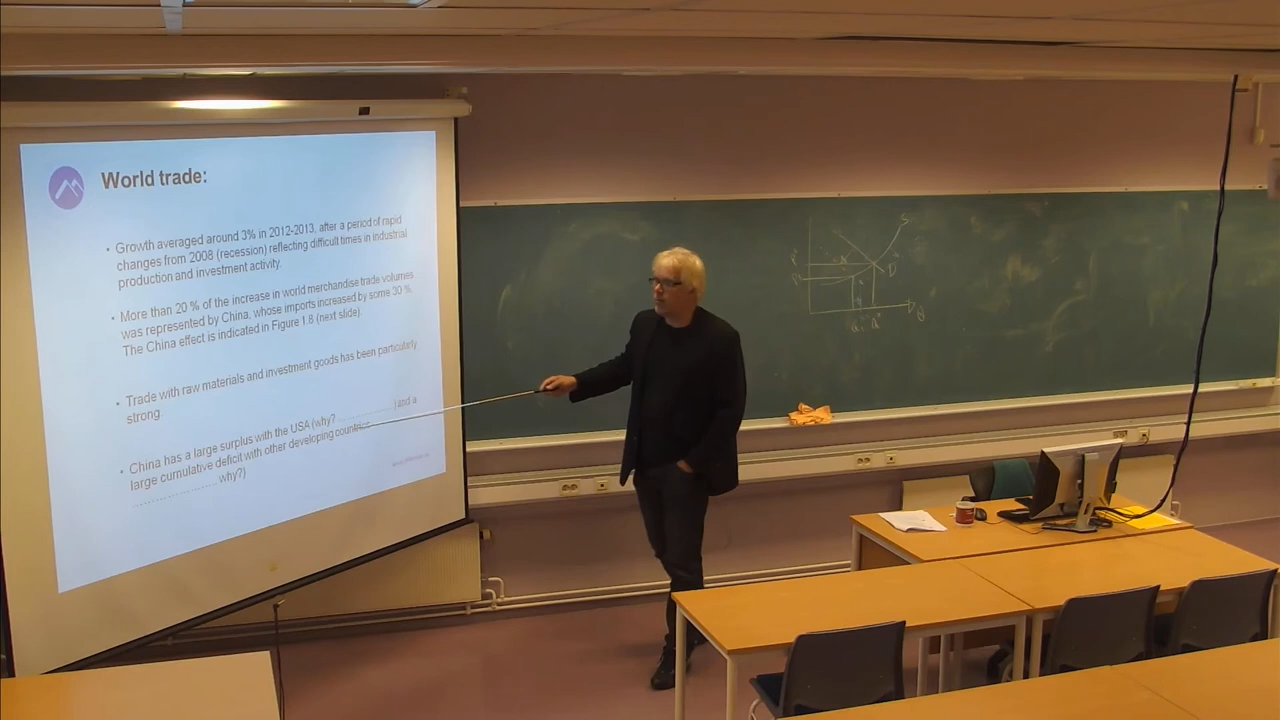 World trade:
• Growth averaged around 3% in 2012-2013, after a period of rapid
changes from 2008 (recession) reflecting difficult times in industrial
production and investment activity.
• More than 20 % of the increase in world merchandise trade volumes
was represented by China, whose imports increased by some 30 %.
The China effect is indicated in Figure 1.8 (next slide).
• Trade with raw materials and investment goods has been particularly
strong
• China has a large surplus with the USA (why? ....................) and a
large cumulative deficit with other developing countries
...................... why?)
S
D